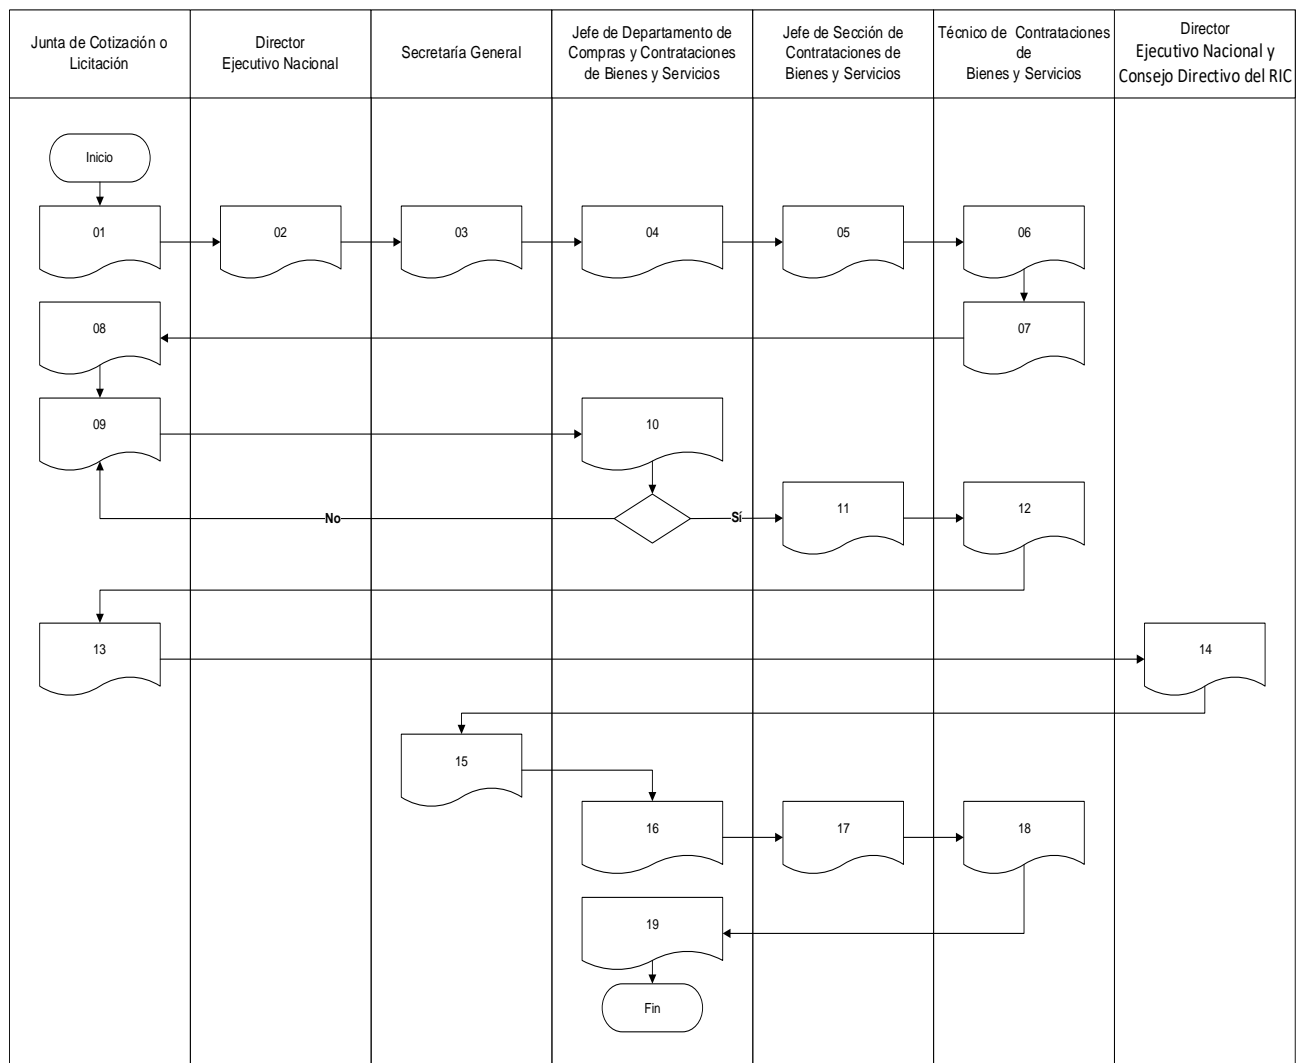 Junta de Cotización o
Licitación
Director
Ejecutivo Nacional
Secretaría General
Jefe de Departamento de
Compras y Contrataciones
de Bienes y Servicios
Jefe de Sección de
Contrataciones de
Bienes y Servicios
Técnico de Contrataciones
de
Bienes y Servicios
Director
Ejecutivo Nacional y
Consejo Directivo del RIC
Inicio
01
02
03
04
05
06
08
07
09
10
No
Sí
11
12
13
14
15
16
17
18
19
Fin